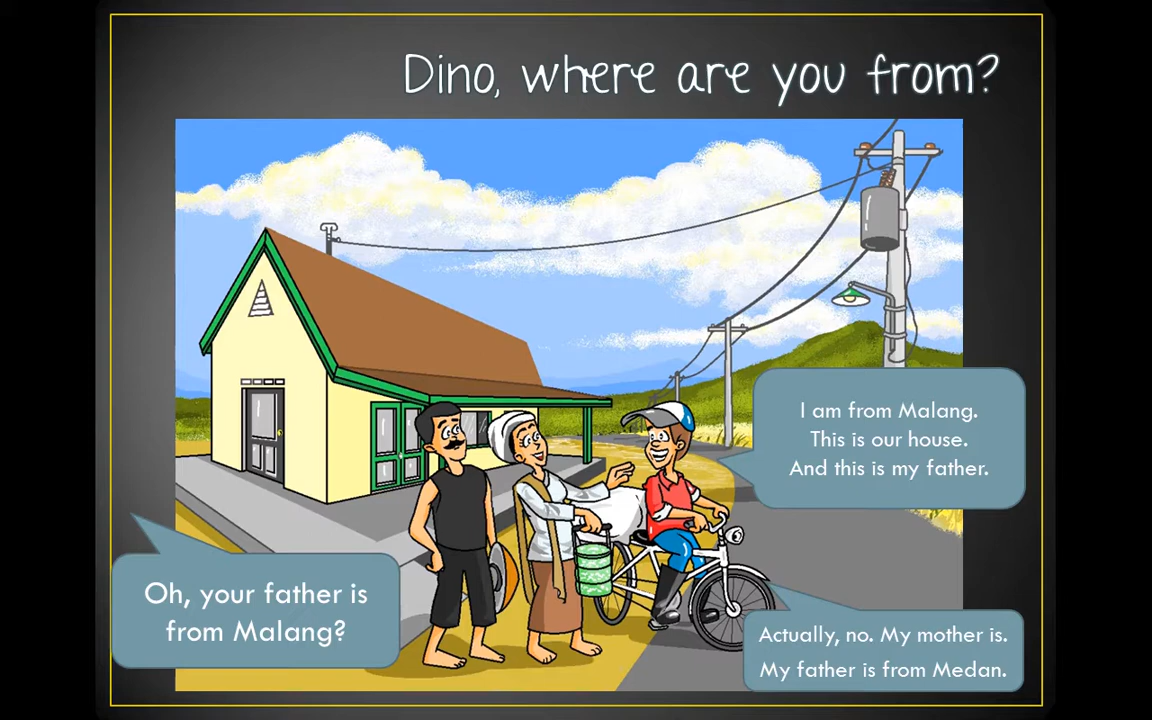 Dino, where are you from?
I am from Malang.
This is our house.
And this is my father.
Oh, your father is
from Malang?
Actually, no. My mother is.
My father is from Medan.